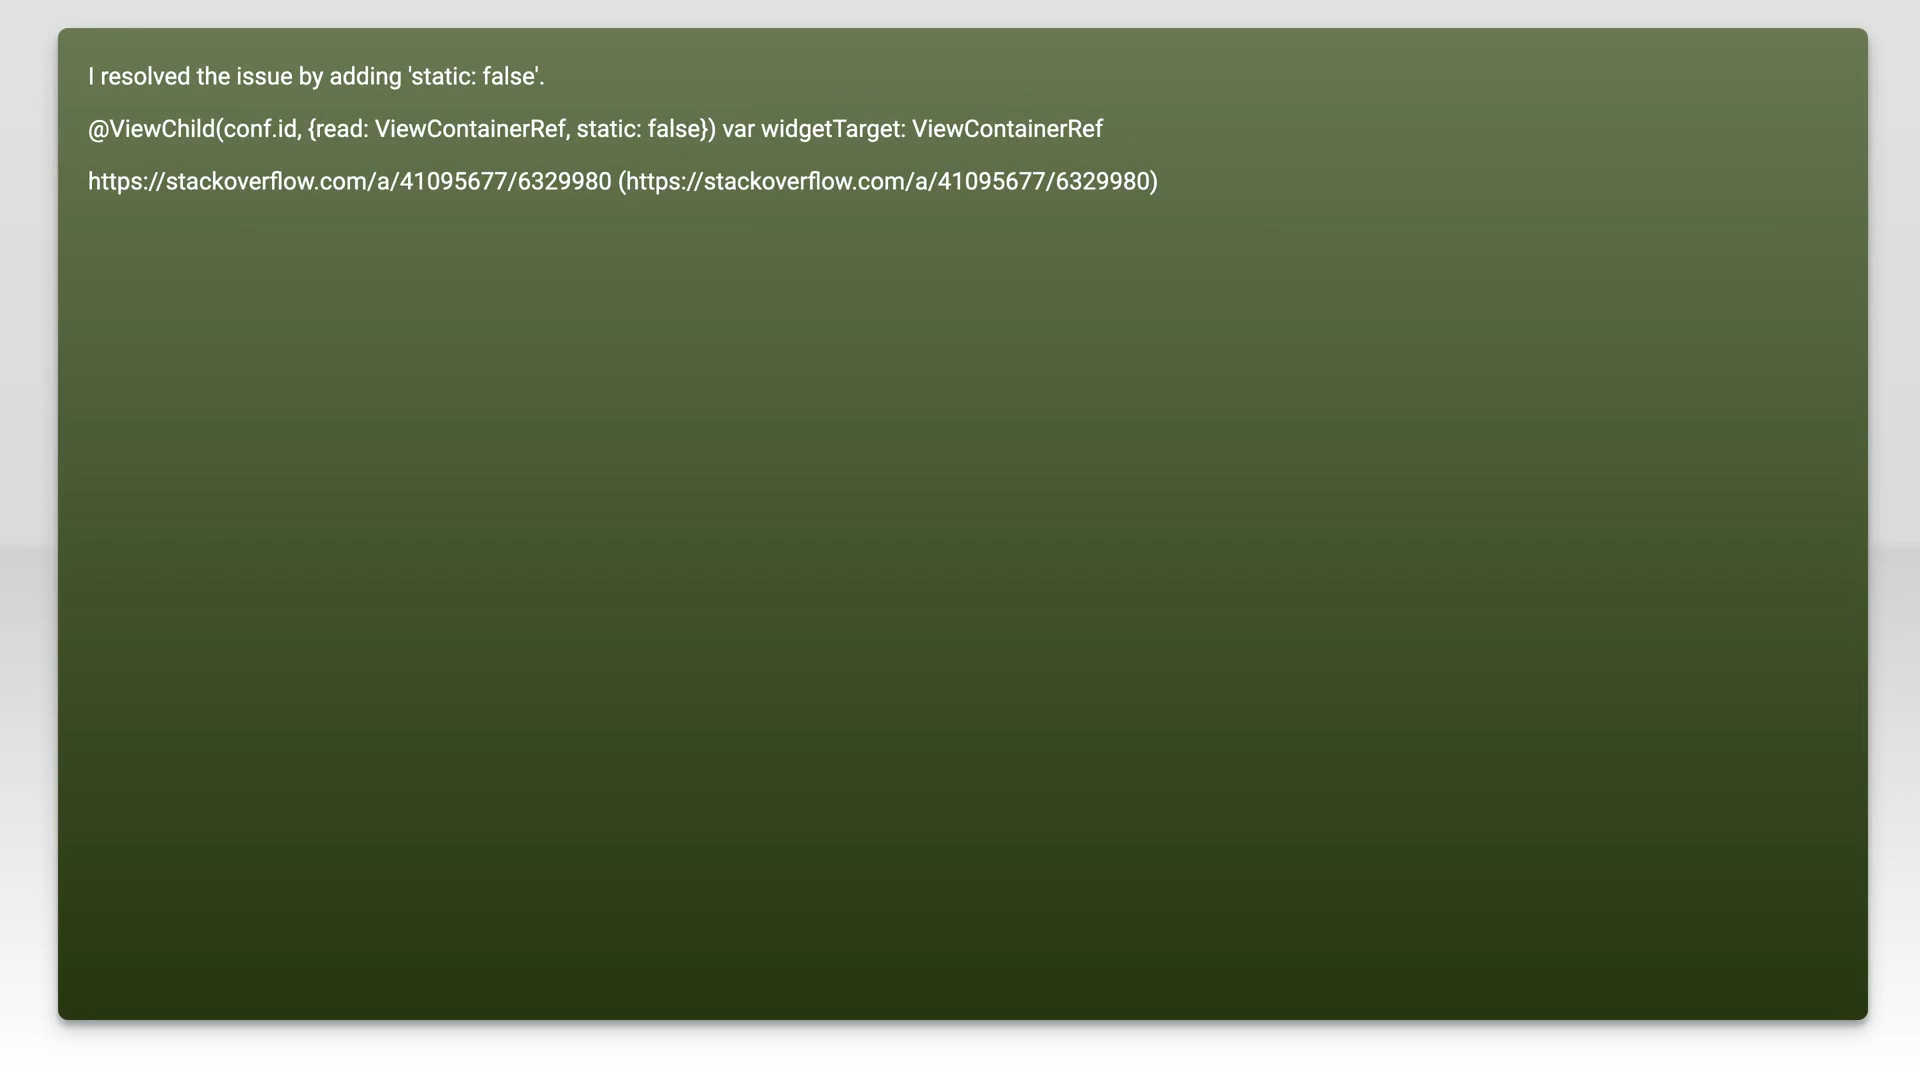 I resolved the issue by adding 'static: false'.
@ViewChild(conf.id, {read: ViewContainerRef, static: false}) var widgetTarget: ViewContainerRef
https://stackoverflow.com/a/41095677/6329980 (https://stackoverflow.com/a/41095677/6329980)